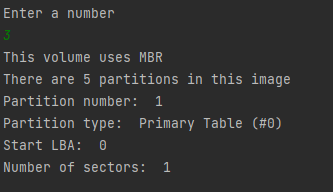 Enter a number
3
This volume uses MBR
There are 5 partitions in this image
Partition number:  1
Partition type:  Primary Table (#0)
Start LBA:  0
Number of sectors:  1